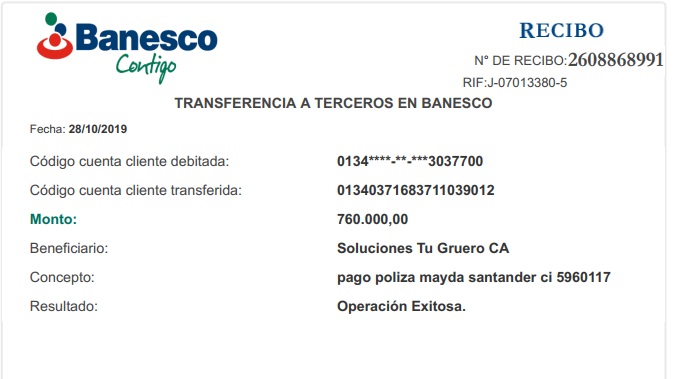 Banesco
Contigo
RECIBO
N° DE RECIBO:2608868991
RIF:J-07013380-5
TRANSFERENCIA A TERCEROS EN BANESCO
Fecha: 28/10/2019
Código cuenta cliente debitada: 0134****-**-***3037700
Código cuenta cliente transferida: 01340371683711039012
Monto: 760.000,00
Beneficiario: Soluciones Tu Gruero CA
Concepto: pago poliza mayda santander ci 5960117
Resultado: Operación Exitosa.